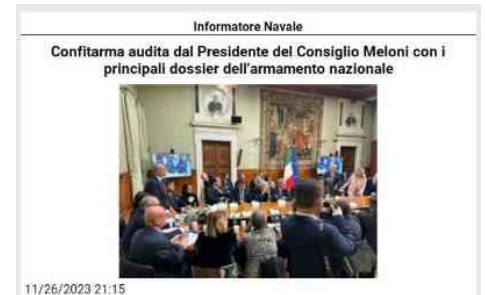 Informatore Navale
Confitarma audita dal Presidente del Consiglio Meloni con i
principali dossier dell'armamento nazionale
11/26/2023 21:15